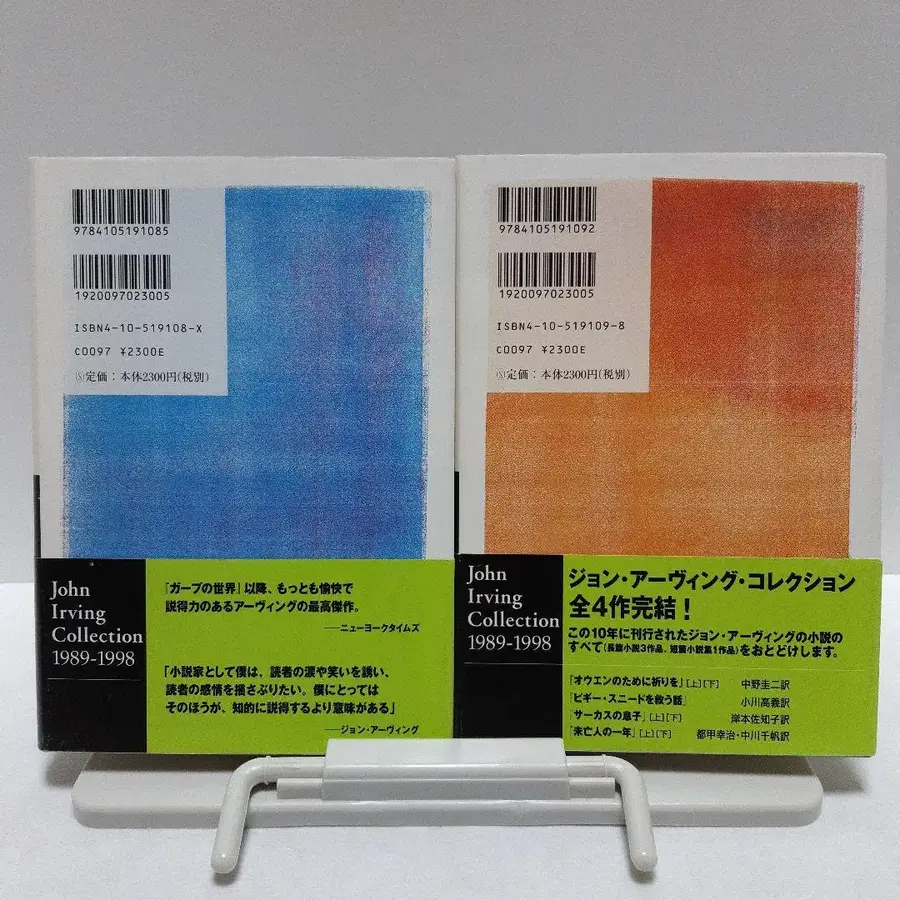 9784105191085
1920097023005
ISBN4-10-519108-X
C0097 ¥2300E
Ⓢ定価：本体2300円(税別)
John
Irving
Collection
1989-1998
『ガープの世界』以降、もっとも愉快で
説得力のあるアーヴィングの最高傑作。
——ニューヨークタイムズ
「小説家として僕は、読者の涙や笑いを誘い、
読者の感情を揺さぶりたい。僕にとっては
そのほうが、知的に説得するより意味がある」
——ジョン・アーヴィング
9784105191092
1920097023005
ISBN4-10-519109-8
C0097 ¥2300E
Ⓢ定価：本体2300円(税別)
John
Irving
Collection
1989-1998
ジョン・アーヴィング・コレクション
全4作完結！
この10年に刊行されたジョン・アーヴィングの小説の
すべて(長篇小説3作品、短篇小説集1作品)をおとどけします。
『オウエンのために祈りを』[上][下] 中野圭二訳
『ピギー・スニードを救う話』 小川高義訳
『サーカスの息子』[上][下] 岸本佐知子訳
『未亡人の一年』[上][下] 都甲幸治・中川千帆訳